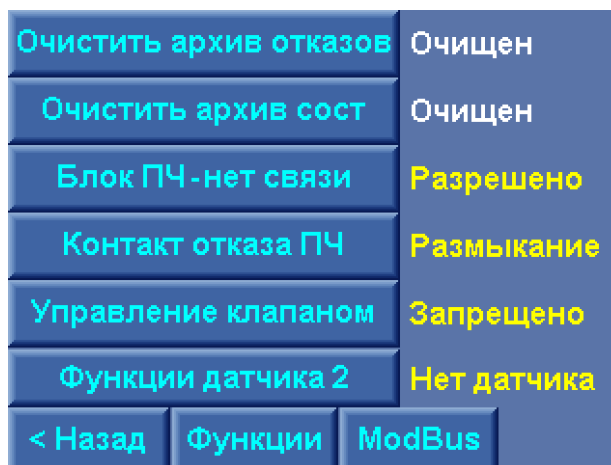 Очистить архив отказов Очищен
Очистить архив сост Очищен
Блок ПЧ-нет связи Разрешено
Контакт отказа ПЧ Размыкание
Управление клапаном Запрещено
Функции датчика 2 Нет датчика
< Назад Функции ModBus